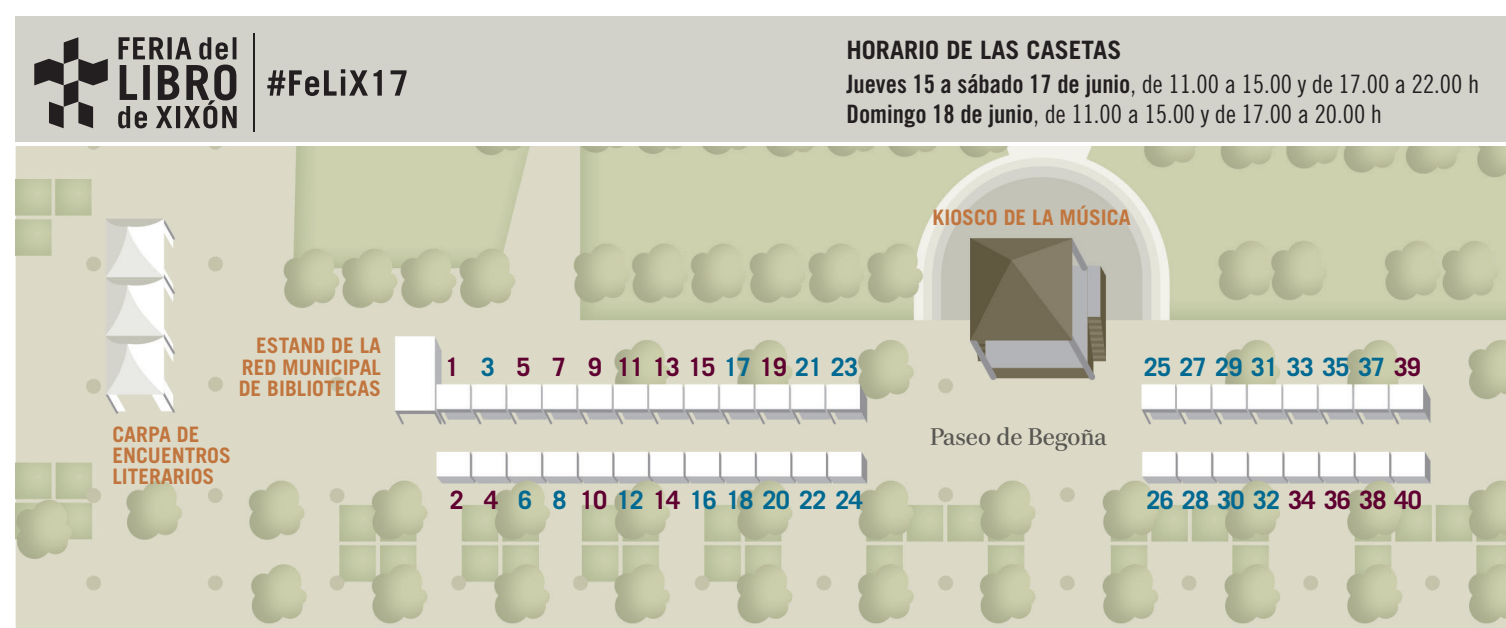 FERIA del
LIBRO
de XIXÓN
#FeLiX17
HORARIO DE LAS CASETAS
Jueves 15 a sábado 17 de junio, de 11.00 a 15.00 y de 17.00 a 22.00 h
Domingo 18 de junio, de 11.00 a 15.00 y de 17.00 a 20.00 h
KIOSCO DE LA MÚSICA
ESTAND DE LA
RED MUNICIPAL
DE BIBLIOTECAS
1 3 5 7 9 11 13 15 17 19 21 23
25 27 29 31 33 35 37 39
CARPA DE
ENCUENTROS
LITERARIOS
Paseo de Begoña
2 4 6 8 10 12 14 16 18 20 22 24
26 28 30 32 34 36 38 40